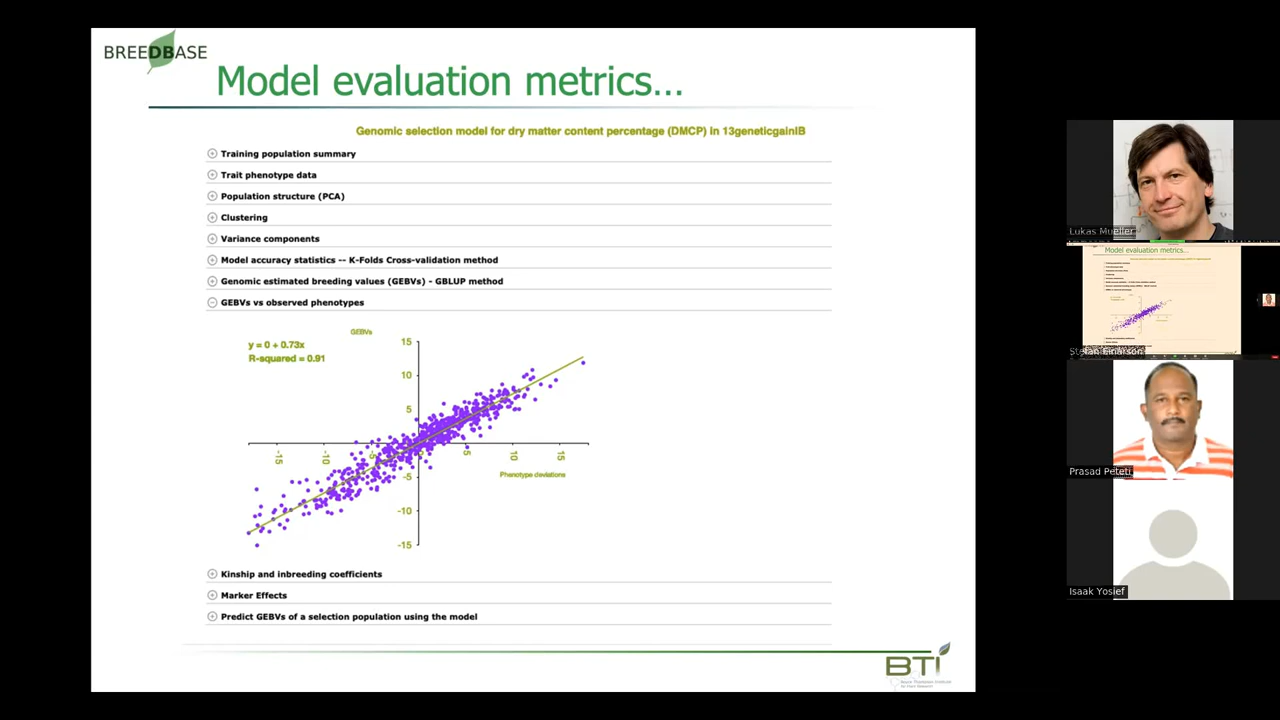 BREEDBASE
Model evaluation metrics...
Genomic selection model for dry matter content percentage (DMCP) in 13geneticgainIB
Training population summary
Trait phenotype data
Population structure (PCA)
Clustering
Variance components
Model accuracy statistics -- K-Folds Cross-validation method
Genomic estimated breeding values (GEBVs) - GBLUP method
GEBVs vs observed phenotypes
GEBVs
y = 0 + 0.73x
R-squared = 0.91
15
10
5
-15
-10
-5
5
10
15
Phenotype deviations
-5
-10
-15
Kinship and inbreeding coefficients
Marker Effects
Predict GEBVs of a selection population using the model
BTI
Lukas Mueller
Model evaluation metrics...
Prasad Peteti
Isaak Yosief